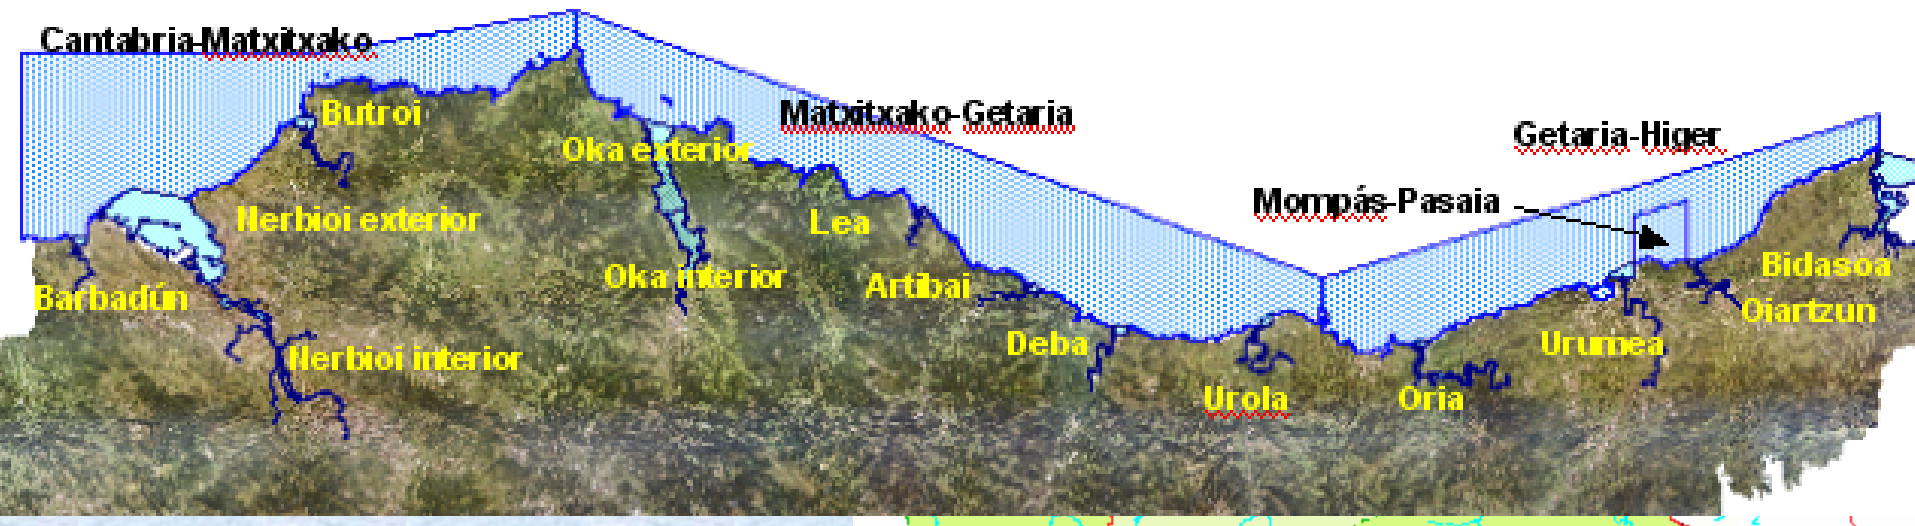 Cantabria-Matxitxako
Butroi
Matxitxako-Getaria
Getaria-Higer
Oka exterior
Mompás-Pasaia
Nerbioi exterior
Lea
Bidasoa
Oka interior
Artibai
Barbadún
Oiartzun
Deba
Urumea
Nerbioi interior
Urola
Oria